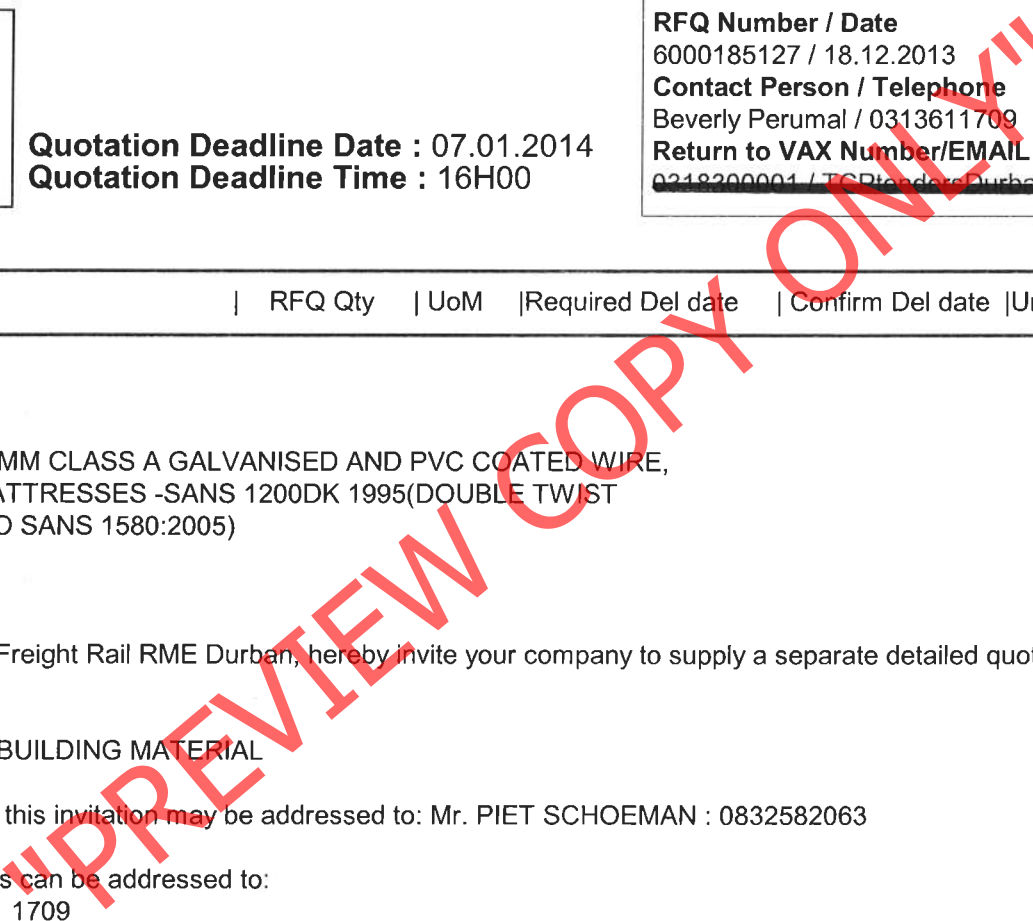 RFQ Number / Date
6000185127 / 18.12.2013
Contact Person / Telephone
Beverly Perumal / 0313611709
Return to VAX Number/EMAIL
Quotation Deadline Date : 07.01.2014
Quotation Deadline Time : 16H00
| RFQ Qty | UoM |Required Del date | Confirm Del date |Un
MM CLASS A GALVANISED AND PVC COATED WIRE,
ATTRESSES -SANS 1200DK 1995(DOUBLE TWIST
O SANS 1580:2005)
Freight Rail RME Durban, hereby invite your company to supply a separate detailed quot
BUILDING MATERIAL
this invitation may be addressed to: Mr. PIET SCHOEMAN : 0832582063
s can be addressed to:
1709
"PREVIEW COPY ONLY"